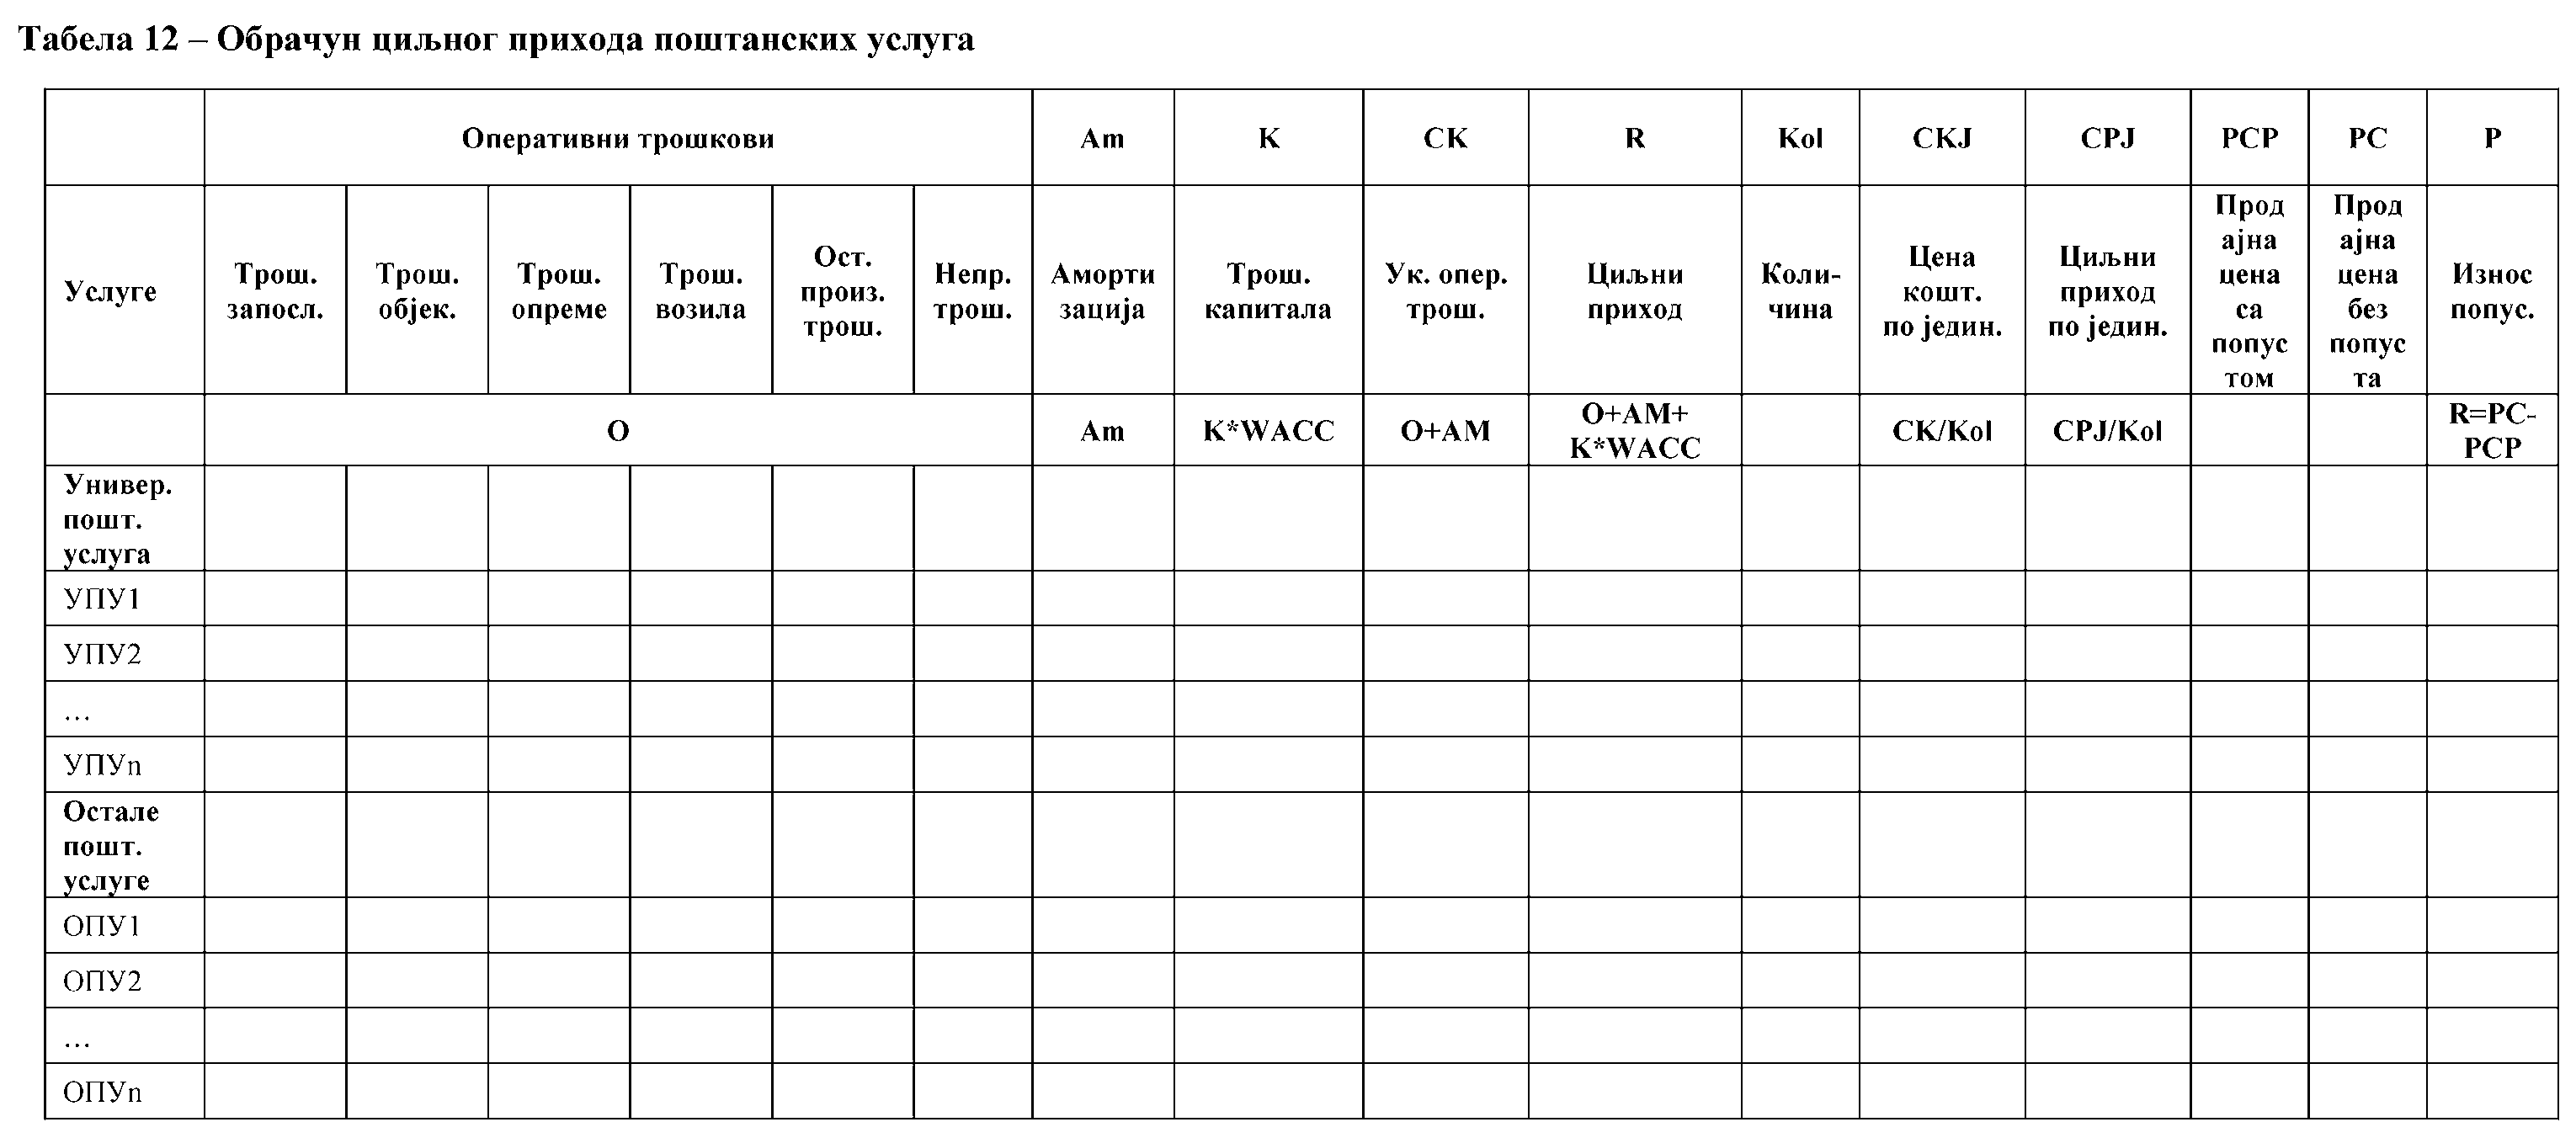 Табела 12 – Обрачун циљног прихода поштанских услуга
Оперативни трошкови Am K CK R Kol CKJ CPJ PCP PC P
Услуге
Трош.
запосл.
Трош.
објек.
Трош.
опреме
Трош.
возила
Ост.
произ.
трош.
Непр.
трош.
Аморти
зација
Трош.
капитала
Ук. опер.
трош.
Циљни
приход
Коли-
чина
Цена
кошт.
по једин.
Циљни
приход
по једин.
Прод
ајна
цена
са
попус
том
Прод
ајна
цена
без
попус
та
Износ
попус.
O Am K*WACC O+AM
O+AM+
K*WACC
CK/Kol CPJ/Kol
R=PC-
PCP
Универ.
пошт.
услуга
УПУ1
УПУ2
...
УПУn
Остале
пошт.
услуге
ОПУ1
ОПУ2
...
ОПУn